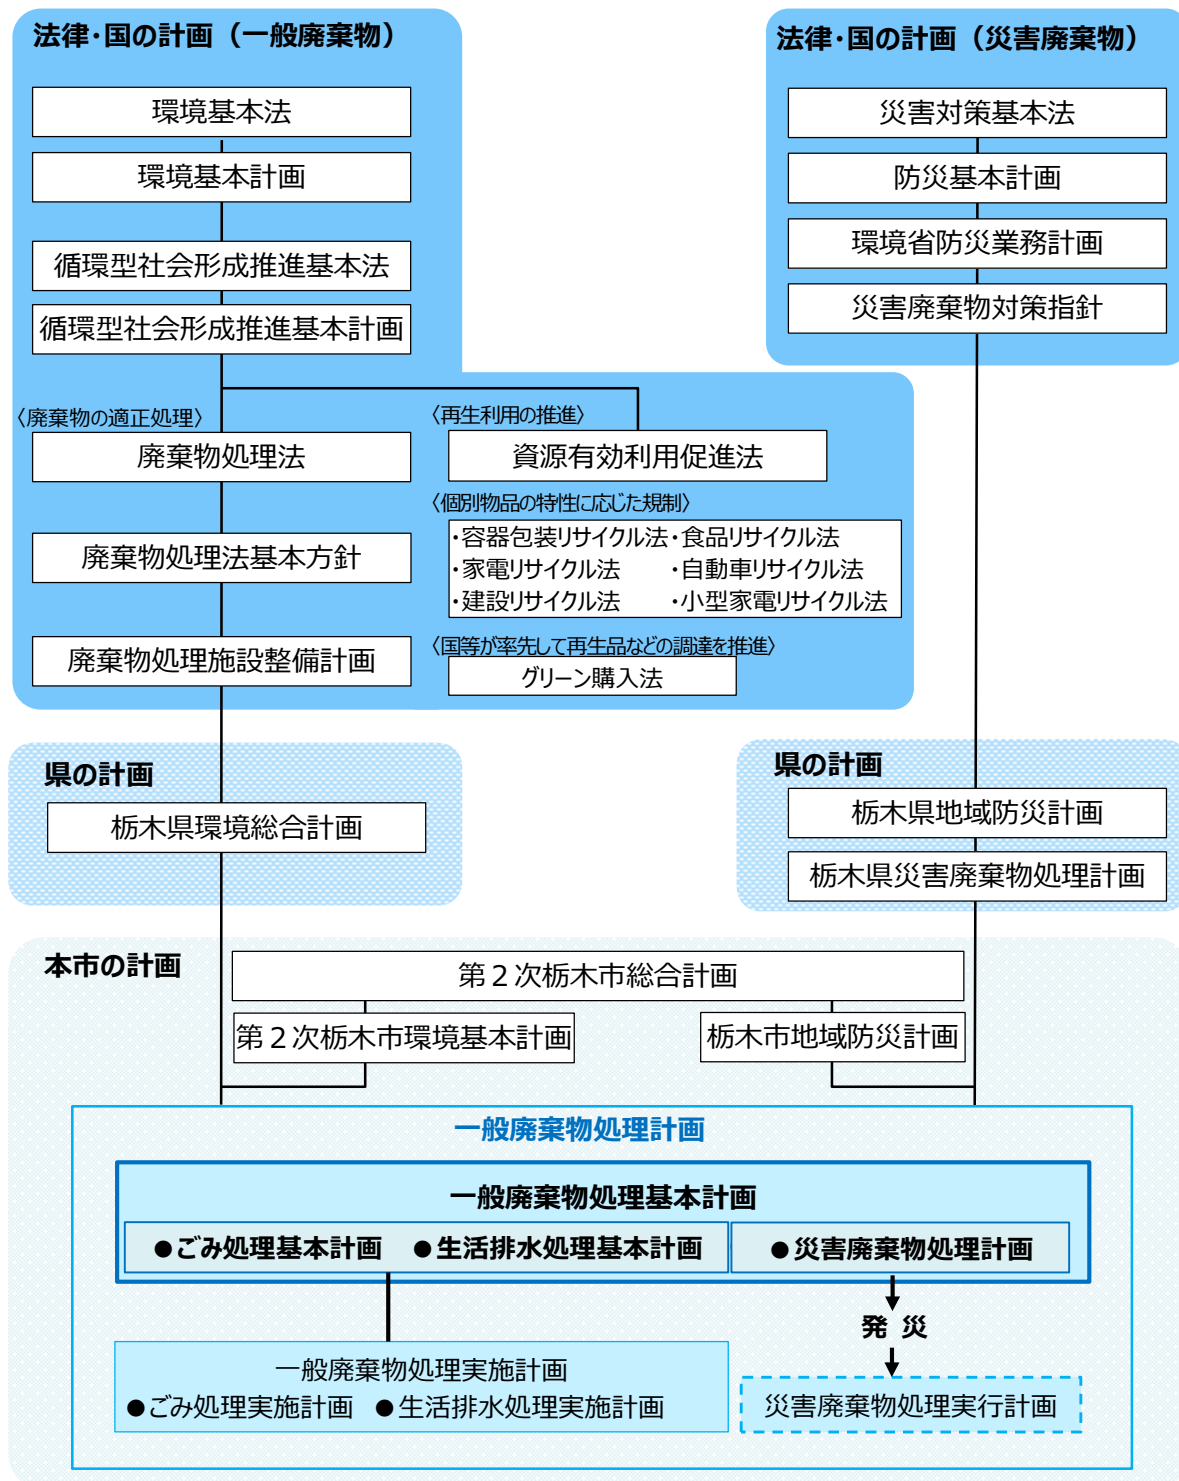 法律・国の計画（一般廃棄物）
環境基本法
環境基本計画
循環型社会形成推進基本法
循環型社会形成推進基本計画
〈廃棄物の適正処理〉
廃棄物処理法
廃棄物処理法基本方針
廃棄物処理施設整備計画
〈再生利用の推進〉
資源有効利用促進法
〈個別物品の特性に応じた規制〉
・容器包装リサイクル法・食品リサイクル法
・家電リサイクル法 ・自動車リサイクル法
・建設リサイクル法 ・小型家電リサイクル法
〈国等が率先して再生品などの調達を推進〉
グリーン購入法
法律・国の計画（災害廃棄物）
災害対策基本法
防災基本計画
環境省防災業務計画
災害廃棄物対策指針
県の計画
栃木県環境総合計画
県の計画
栃木県地域防災計画
栃木県災害廃棄物処理計画
本市の計画
第２次栃木市総合計画
第２次栃木市環境基本計画
栃木市地域防災計画
一般廃棄物処理計画
一般廃棄物処理基本計画
●ごみ処理基本計画 ●生活排水処理基本計画
●災害廃棄物処理計画
発 災
一般廃棄物処理実施計画
●ごみ処理実施計画 ●生活排水処理実施計画
災害廃棄物処理実行計画